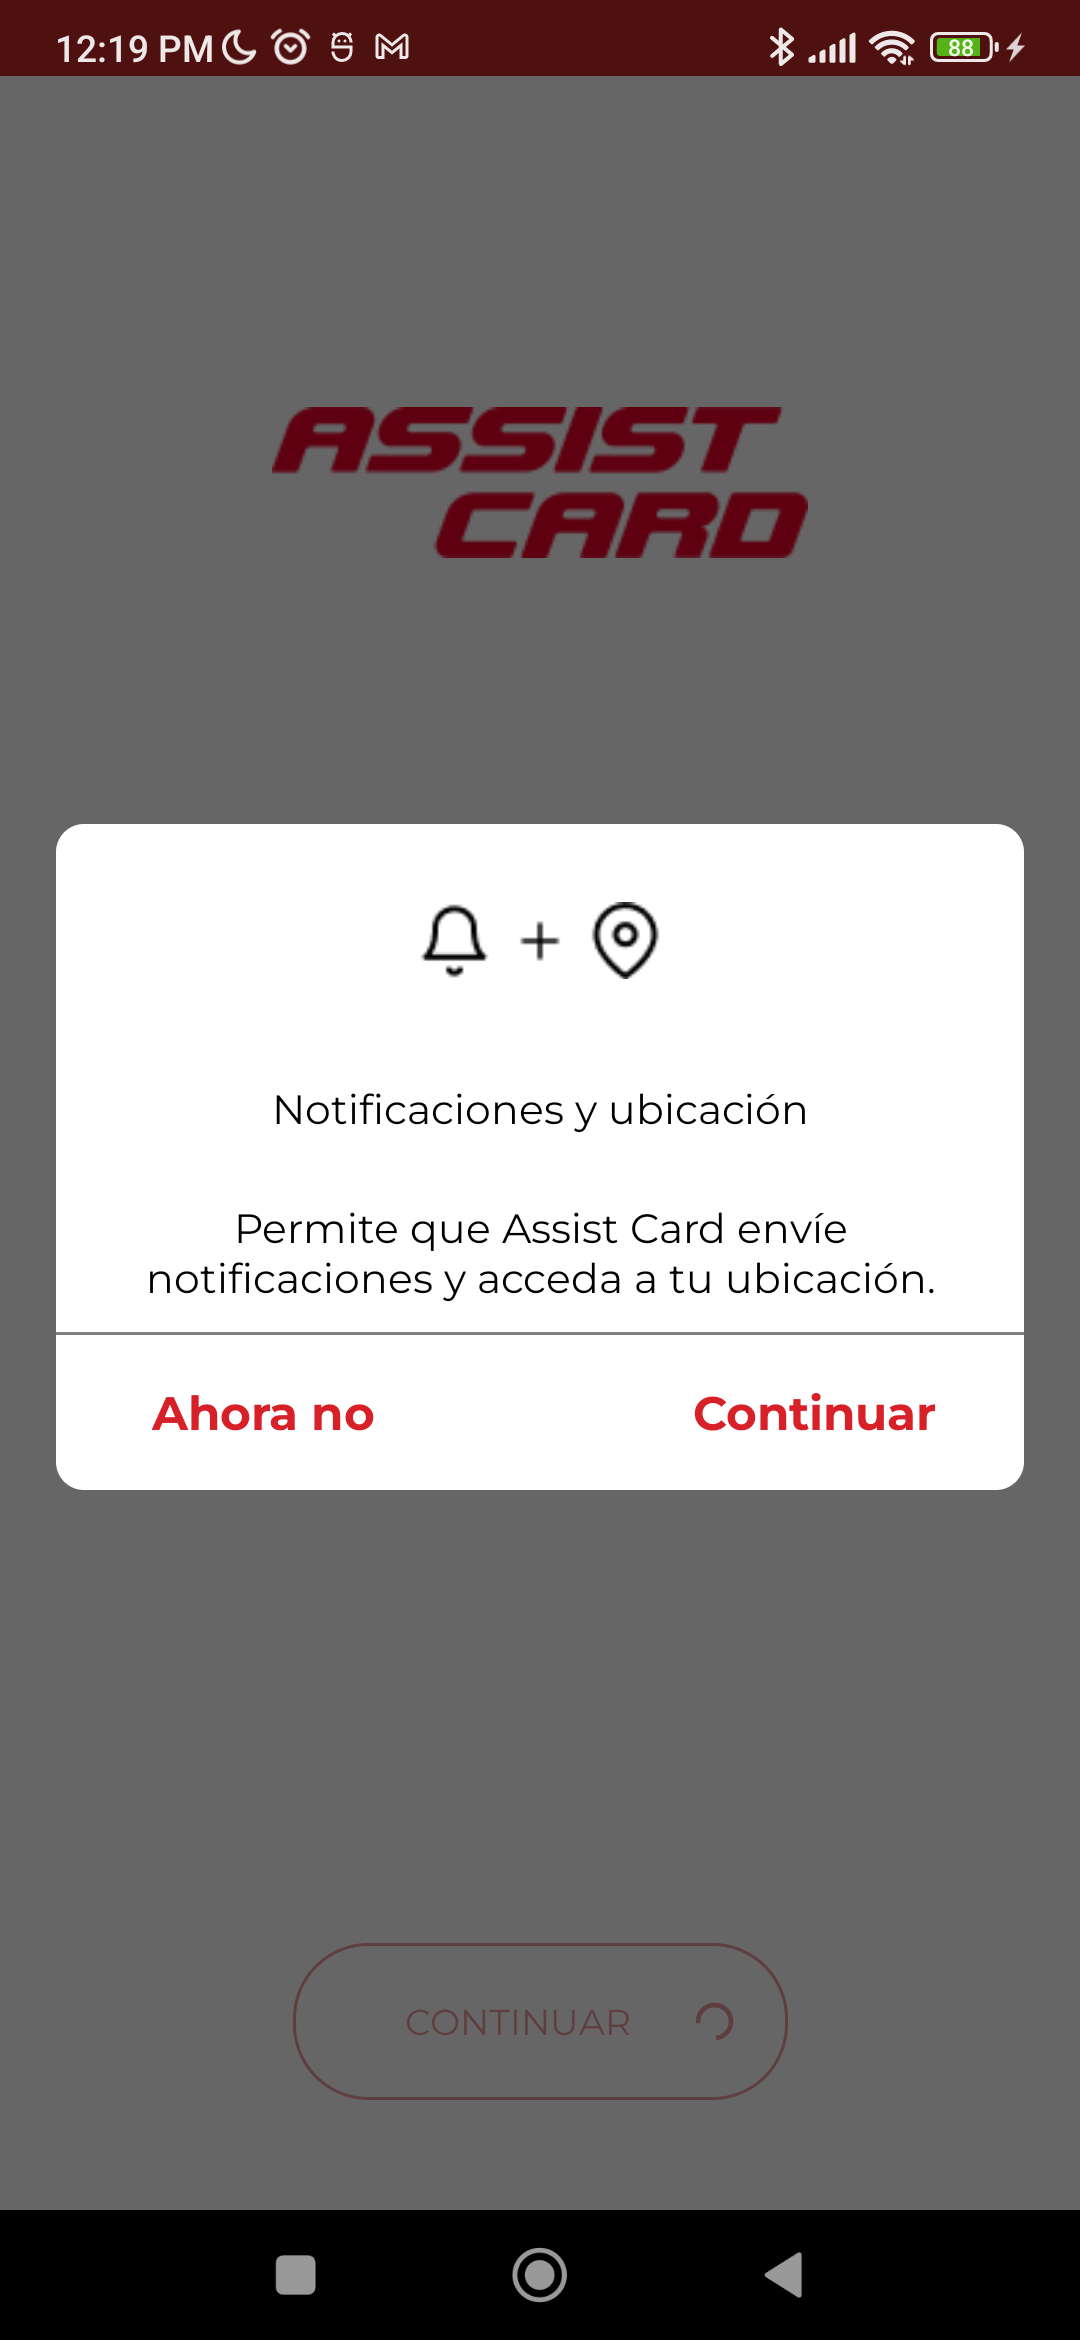 12:19 PM
88
ASSIST
CARD
Notificaciones y ubicación
Permite que Assist Card envíe
notificaciones y acceda a tu ubicación.
Ahora no
Continuar
CONTINUAR